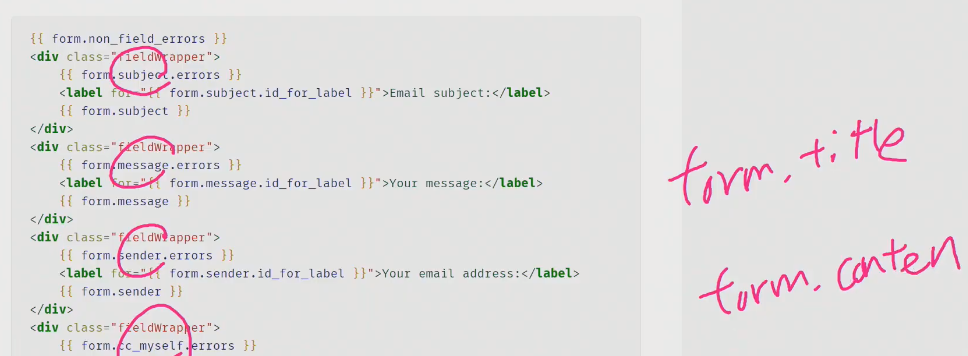 {{ form.non_field_errors }}
<div class="fieldWrapper">
    {{ form.subject.errors }}
    <label for="{{ form.subject.id_for_label }}">Email subject:</label>
    {{ form.subject }}
</div>
<div class="fieldWrapper">
    {{ form.message.errors }}
    <label for="{{ form.message.id_for_label }}">Your message:</label>
    {{ form.message }}
</div>
<div class="fieldWrapper">
    {{ form.sender.errors }}
    <label for="{{ form.sender.id_for_label }}">Your email address:</label>
    {{ form.sender }}
</div>
<div class="fieldWrapper">
    {{ form.cc_myself.errors }}
form. title
form. conten